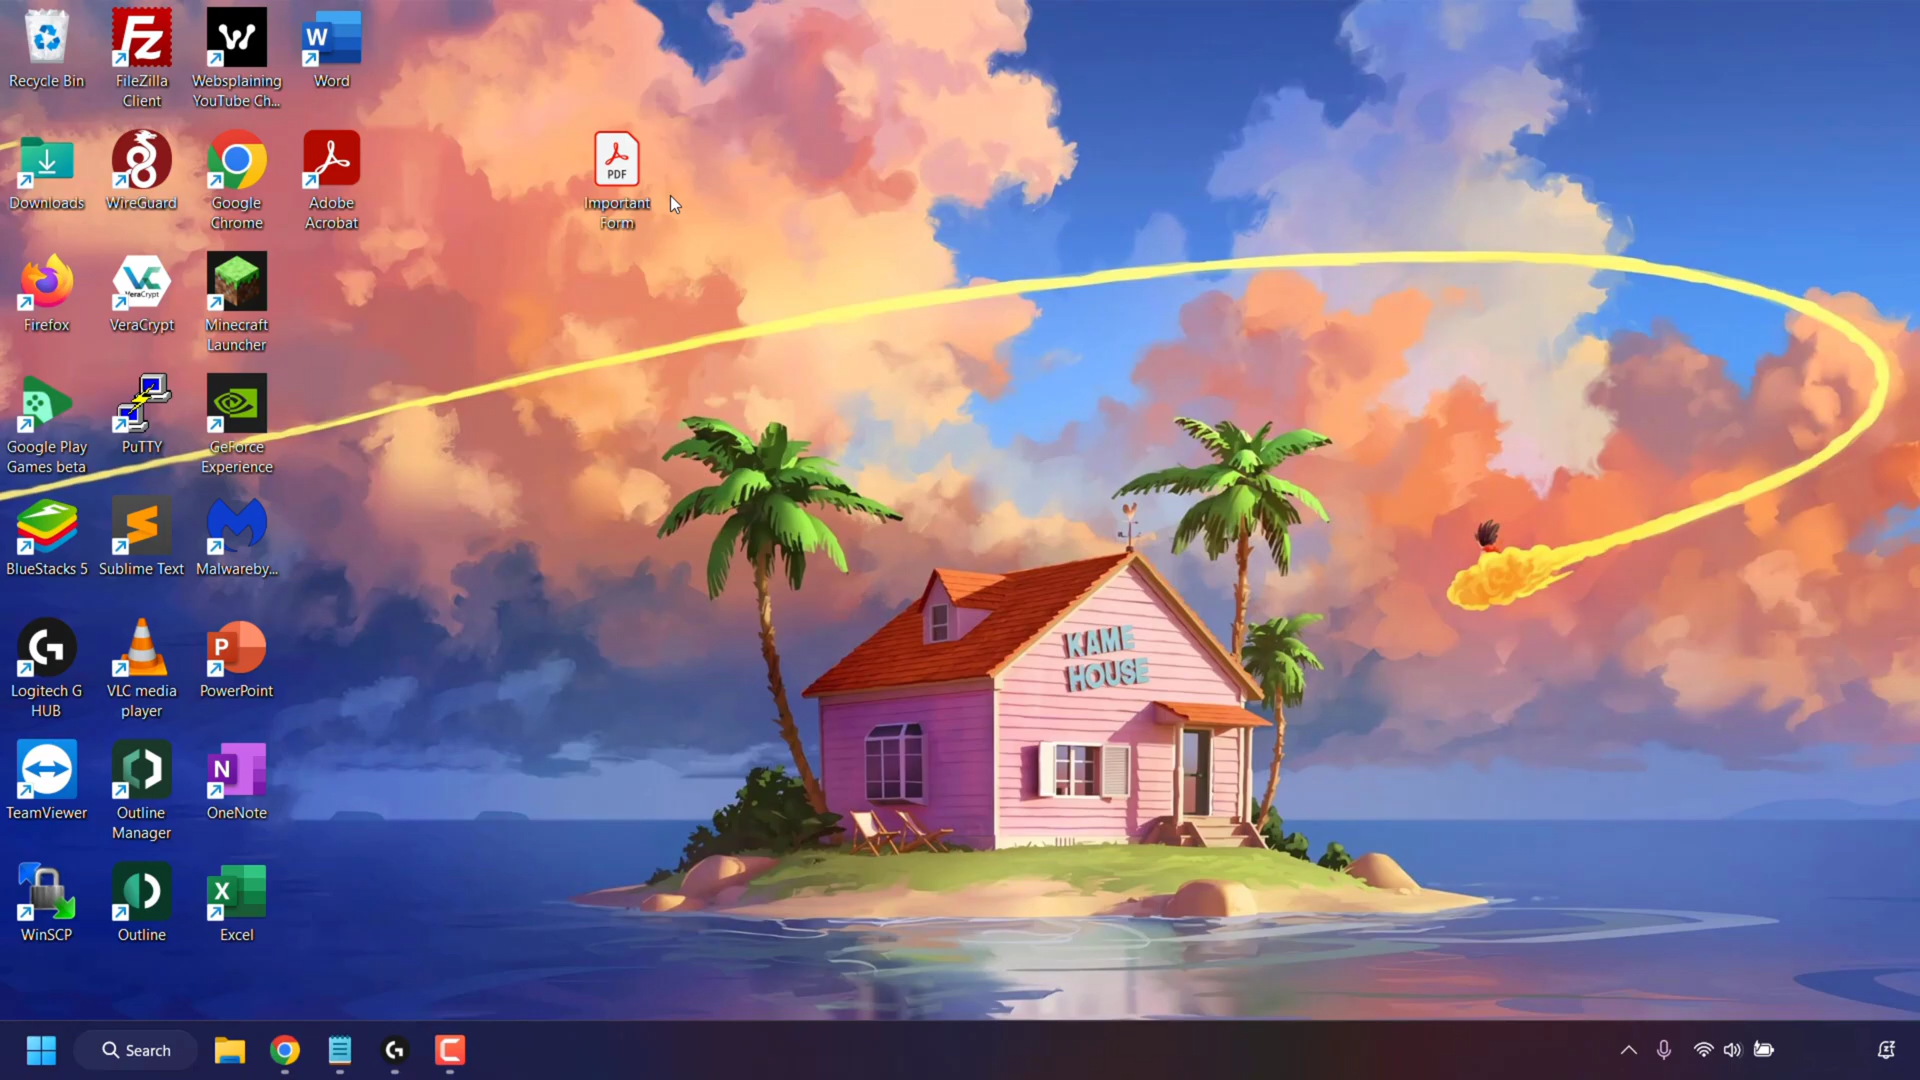 Recycle Bin
FileZilla
Client
Websplaining
YouTube Ch...
W
Word
Downloads
WireGuard
Google
Chrome
Adobe
Acrobat
PDF
Important
Form
Firefox
VC
VeraCrypt
VeraCrypt
Minecraft
Launcher
Google Play
Games beta
PuTTY
GeForce
Experience
BlueStacks 5
Sublime Text
Malwareby...
Logitech G
HUB
VLC media
player
P
PowerPoint
TeamViewer
Outline
Manager
N
OneNote
WinSCP
Outline
X
Excel
KAME
HOUSE
Search